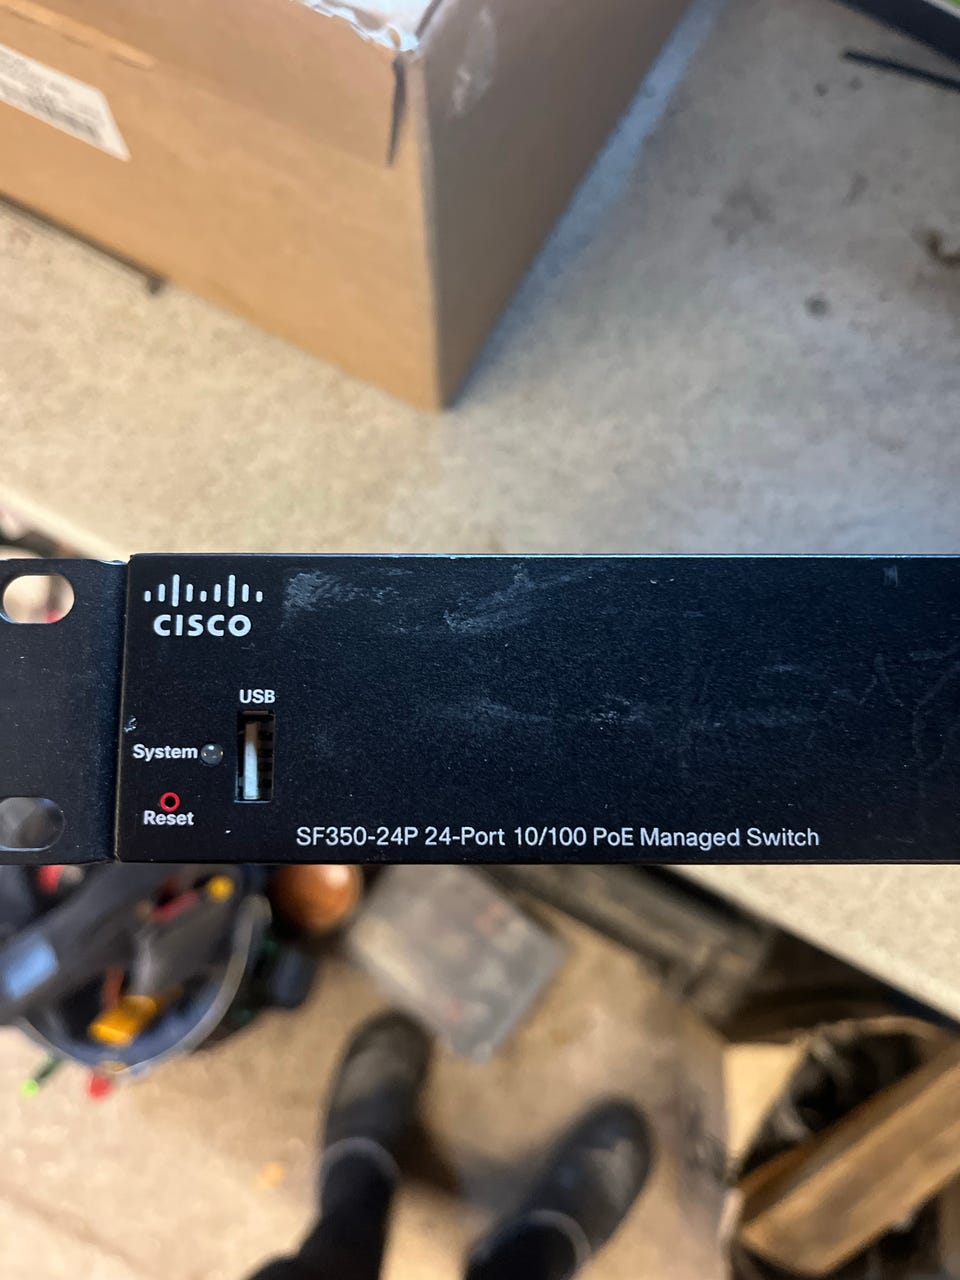 CISCO
USB
System
Reset
SF350-24P 24-Port 10/100 PoE Managed Switch